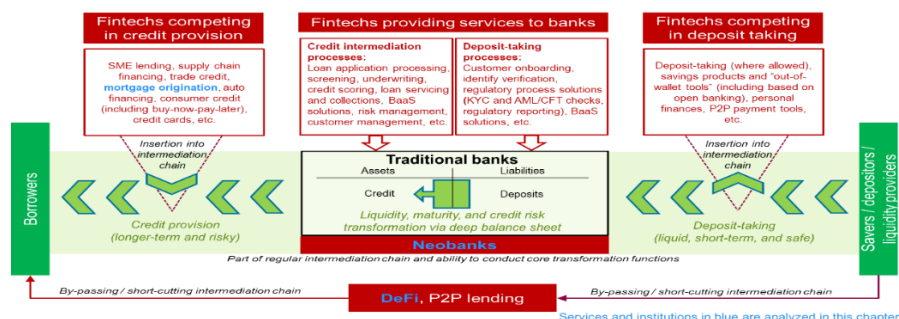 Fintechs competing
in credit provision
SME lending, supply chain
financing, trade credit,
mortgage origination, auto
financing, consumer credit
(including buy-now-pay-later),
credit cards, etc.
Fintechs providing services to banks
Credit intermediation
processes:
Loan application processing,
screening, underwriting,
credit scoring, loan servicing
and collections, BaaS
solutions, risk management,
customer management, etc.
Deposit-taking
processes:
Customer onboarding,
identify verification,
regulatory process solutions
(KYC and AML/CFT checks,
regulatory reporting), BaaS
solutions, etc.
Fintechs competing
in deposit taking
Deposit-taking (where allowed),
savings products and "out-of-
wallet tools" (including based on
open banking), personal
finances, P2P payment tools,
etc.
Borrowers
Insertion into
intermediation
chain
Credit provision
(longer-term and risky)
Traditional banks
Assets
Liabilities
Credit
Deposits
Liquidity, maturity, and credit risk
transformation via deep balance sheet
Neobanks
Insertion into
intermediation
chain
Deposit-taking
(liquid, short-term, and safe)
Savers / depositors /
liquidity providers
Part of regular intermediation chain and ability to conduct core transformation functions
By-passing / short-cutting intermediation chain
DeFi, P2P lending
By-passing / short-cutting intermediation chain
Services and institutions in blue are analyzed in this chapter